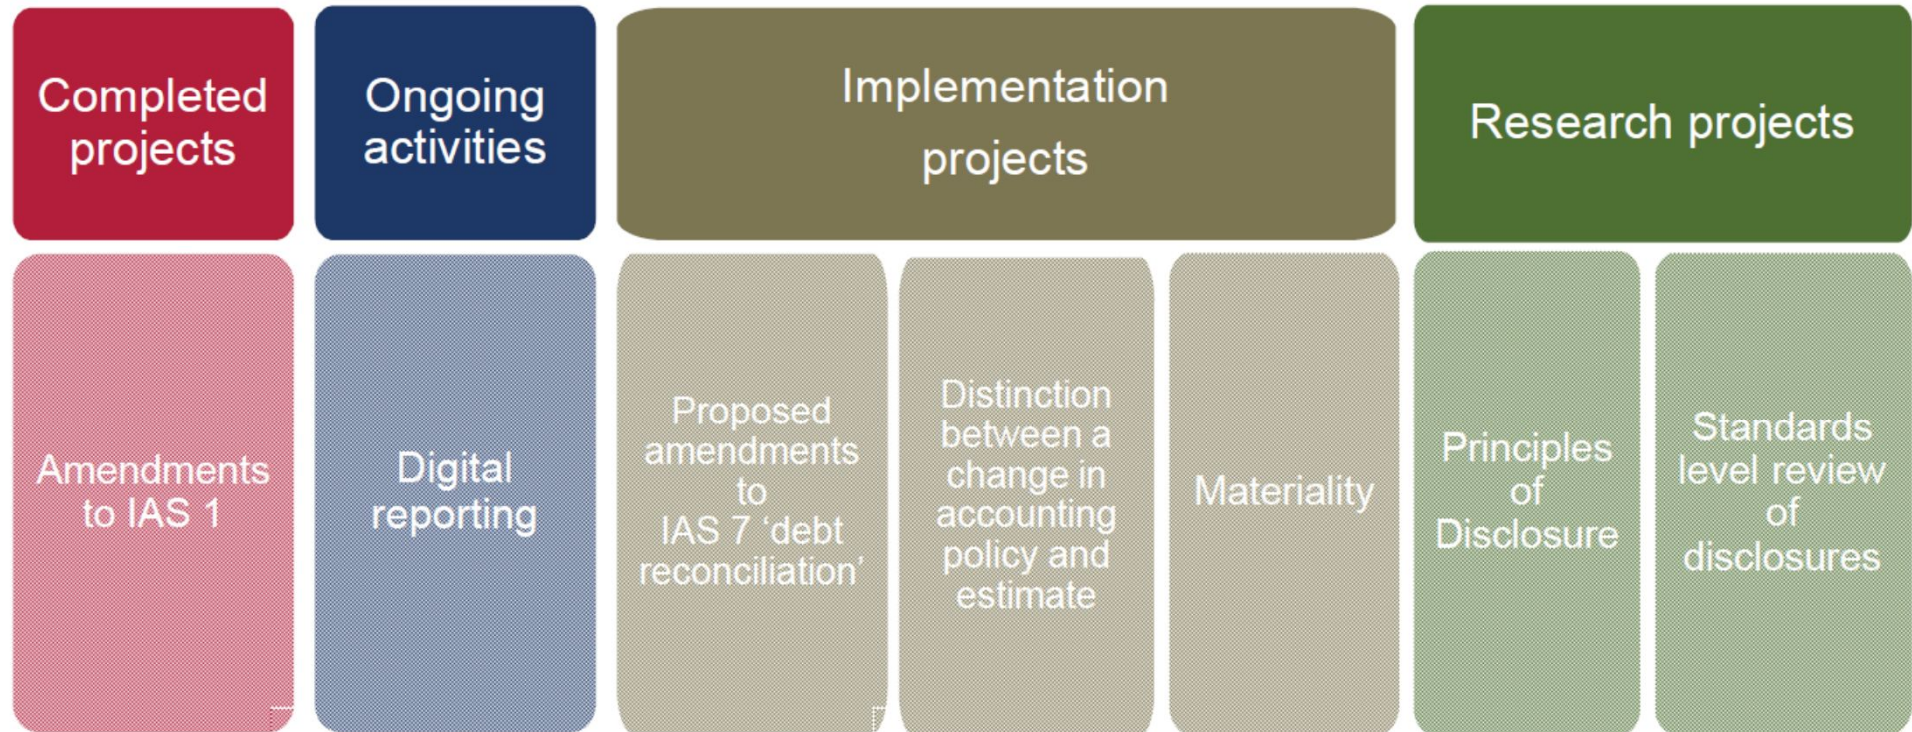 Completed
projects
Ongoing
activities
Implementation
projects
Research projects
Amendments
to IAS 1
Digital
reporting
Proposed
amendments
to
IAS 7 ‘debt
reconciliation’
Distinction
between a
change in
accounting
policy and
estimate
Materiality
Principles
of
Disclosure
Standards
level review
of
disclosures